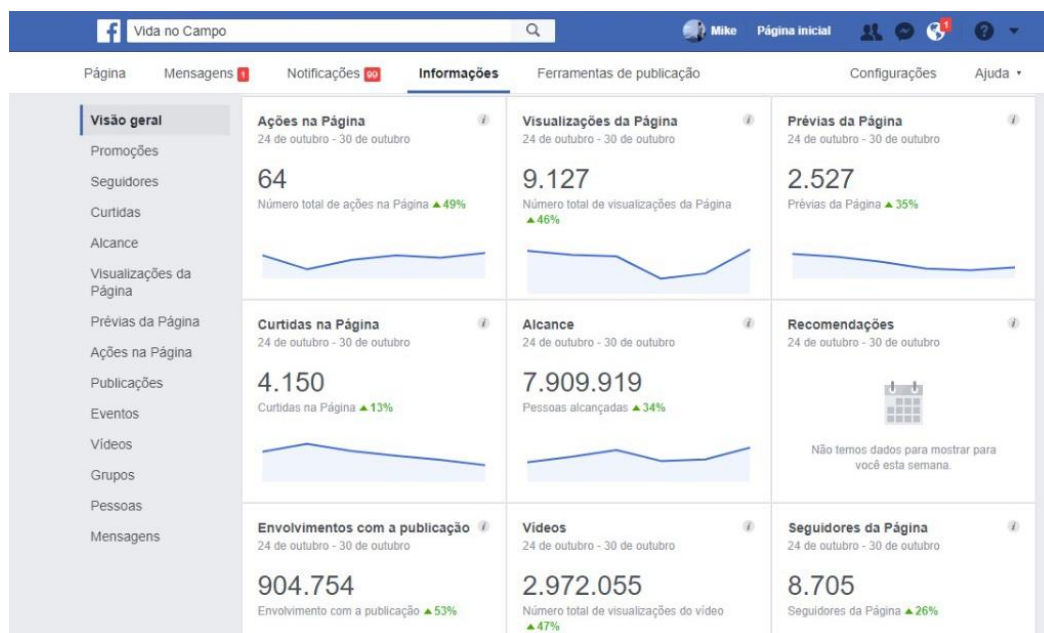 f Vida no Campo
Mike Página inicial 1
Página Mensagens 1 Notificações 99 Informações Ferramentas de publicação Configurações Ajuda
Visão geral
Promoções
Seguidores
Curtidas
Alcance
Visualizações da
Página
Prévias da Página
Ações na Página
Publicações
Eventos
Vídeos
Grupos
Pessoas
Mensagens
Ações na Página
24 de outubro - 30 de outubro
64
Número total de ações na Página ▲49%
Visualizações da Página
24 de outubro - 30 de outubro
9.127
Número total de visualizações da Página
▲46%
Prévias da Página
24 de outubro - 30 de outubro
2.527
Prévias da Página ▲35%
Curtidas na Página
24 de outubro - 30 de outubro
4.150
Curtidas na Página ▲13%
Alcance
24 de outubro - 30 de outubro
7.909.919
Pessoas alcançadas ▲34%
Recomendações
24 de outubro - 30 de outubro
Não temos dados para mostrar para
você esta semana.
Envolvimentos com a publicação
24 de outubro - 30 de outubro
904.754
Envolvimento com a publicação ▲53%
Vídeos
24 de outubro - 30 de outubro
2.972.055
Número total de visualizações do vídeo
▲47%
Seguidores da Página
24 de outubro - 30 de outubro
8.705
Seguidores da Página ▲26%